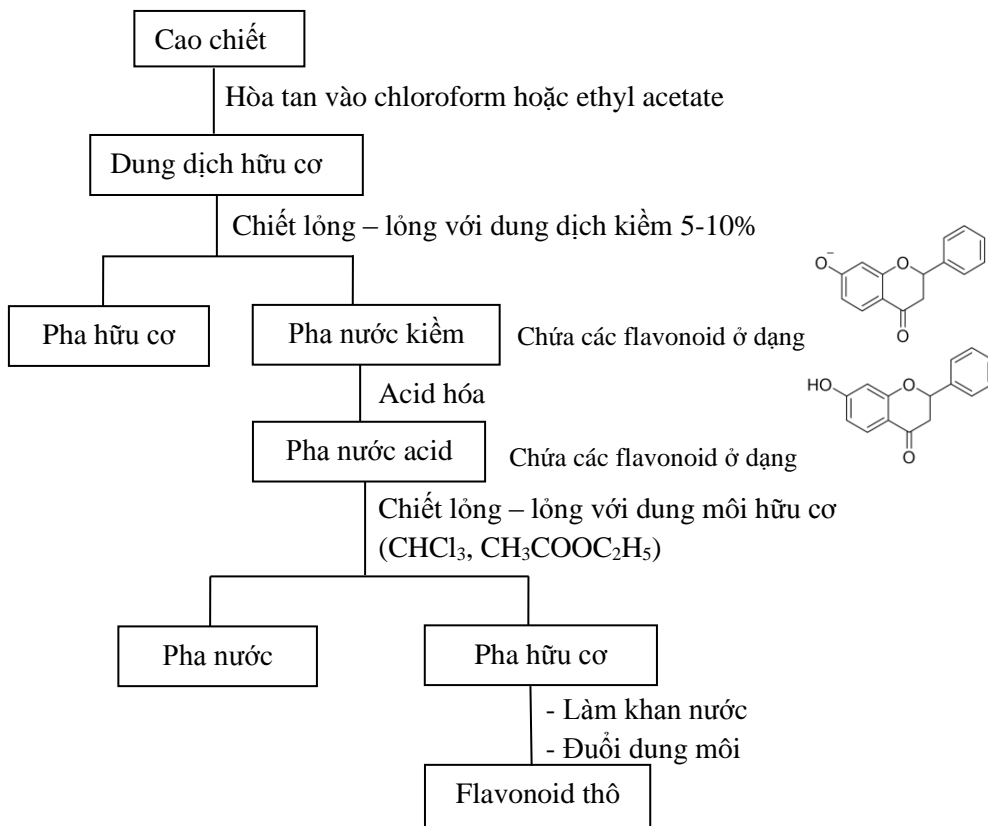 Cao chiết
Hòa tan vào chloroform hoặc ethyl acetate
Dung dịch hữu cơ
Chiết lỏng – lỏng với dung dịch kiềm 5-10%
Pha hữu cơ
Pha nước kiềm
Chứa các flavonoid ở dạng
O⁻
O
O
Acid hóa
Pha nước acid
Chứa các flavonoid ở dạng
HO
O
O
Chiết lỏng – lỏng với dung môi hữu cơ
(CHCl₃, CH₃COOC₂H₅)
Pha nước
Pha hữu cơ
- Làm khan nước
- Đuổi dung môi
Flavonoid thô